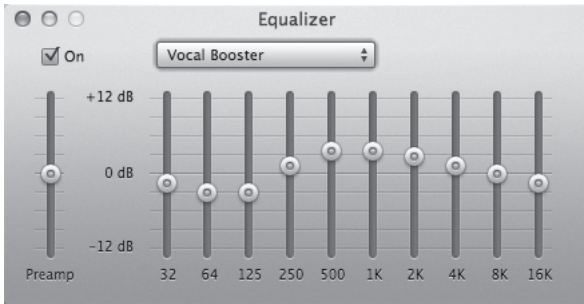 Equalizer
On
Vocal Booster
+12 dB
0 dB
-12 dB
Preamp 32 64 125 250 500 1K 2K 4K 8K 16K